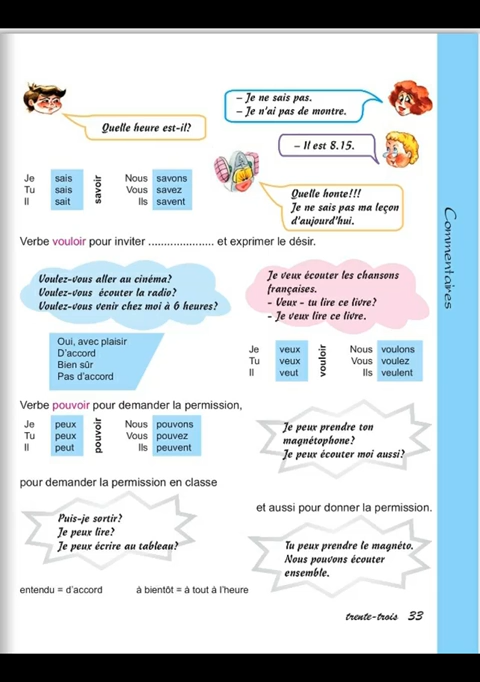 Quelle heure est-il?
– Je ne sais pas.
– Je n'ai pas de montre.
– Il est 8.15.
Quelle honte!!!
Je ne sais pas ma leçon
d'aujourd'hui.
Je sais
Tu sais
Il sait
savoir
Nous savons
Vous savez
Ils savent
Verbe vouloir pour inviter ..................... et exprimer le désir.
Voulez-vous aller au cinéma?
Voulez-vous écouter la radio?
Voulez-vous venir chez moi à 6 heures?
Je veux écouter les chansons
françaises.
- Veux - tu lire ce livre?
- Je veux lire ce livre.
Oui, avec plaisir
D'accord
Bien sûr
Pas d'accord
Je veux
Tu veux
Il veut
vouloir
Nous voulons
Vous voulez
Ils veulent
Verbe pouvoir pour demander la permission,
Je peux
Tu peux
Il peut
pouvoir
Nous pouvons
Vous pouvez
Ils peuvent
Je peux prendre ton
magnétophone?
Je peux écouter moi aussi?
pour demander la permission en classe
Puis-je sortir?
Je peux lire?
Je peux écrire au tableau?
et aussi pour donner la permission.
Tu peux prendre le magnéto.
Nous pouvons écouter
ensemble.
entendu = d'accord à bientôt = à tout à l'heure
trente-trois 33
Commentaires